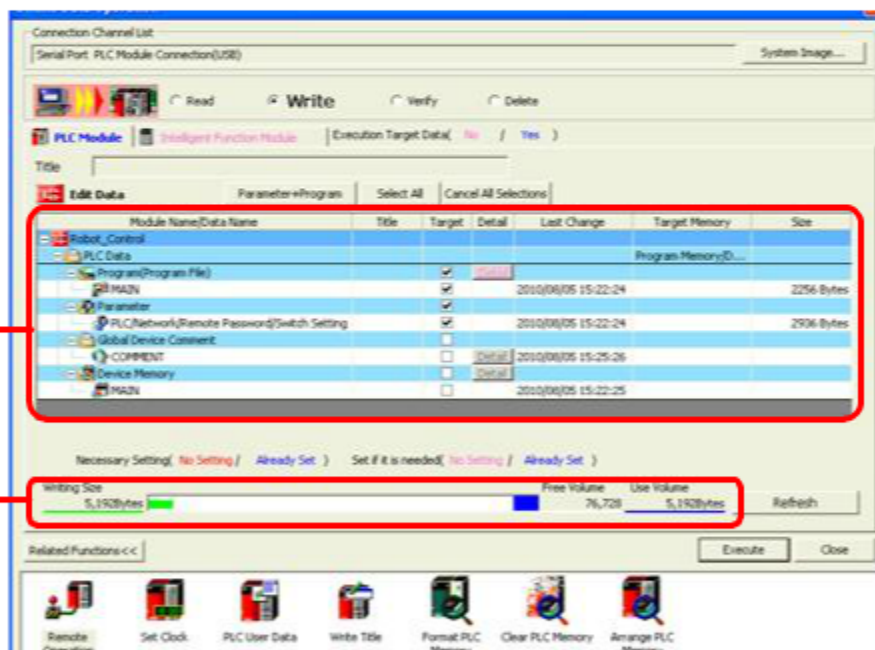 Connection Channel List
Serial Port PLC Module Connection(USB)
System Image...
Read Write Verify Delete
PLC Module Intelligent Function Module Execution Target Data( No / Yes )
Title
Edit Data Parameter+Program Select All Cancel All Selections
Module Name/Data Name Title Target Detail Last Change Target Memory Size
Robot_Control
PLC Data Program Memory/D...
Program(Program File) Detail
MAIN 2010/08/05 15:22:24 2256 Bytes
Parameter
PLC/Network/Remote Password/Switch Setting 2010/08/05 15:22:24 2936 Bytes
Global Device Comment
COMMENT Detail 2010/08/05 15:25:26
Device Memory Detail
MAIN 2010/08/05 15:22:25
Necessary Setting( No Setting / Already Set ) Set if it is needed( No Setting / Already Set )
Writing Size Free Volume Use Volume
5,192Bytes 76,728 5,192Bytes Refresh
Related Functions<< Execute Close
Remote Set Clock PLC User Data Write Title Format PLC Clear PLC Memory Arrange PLC